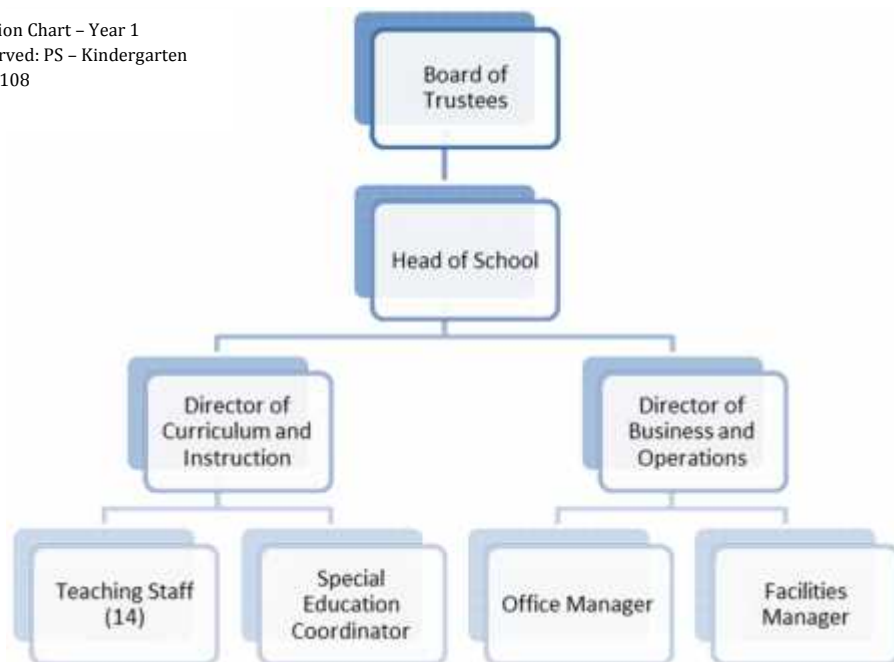 ion Chart – Year 1
rved: PS – Kindergarten
108
Board of
Trustees
Head of School
Director of
Curriculum and
Instruction
Director of
Business and
Operations
Teaching Staff
(14)
Special
Education
Coordinator
Office Manager
Facilities
Manager